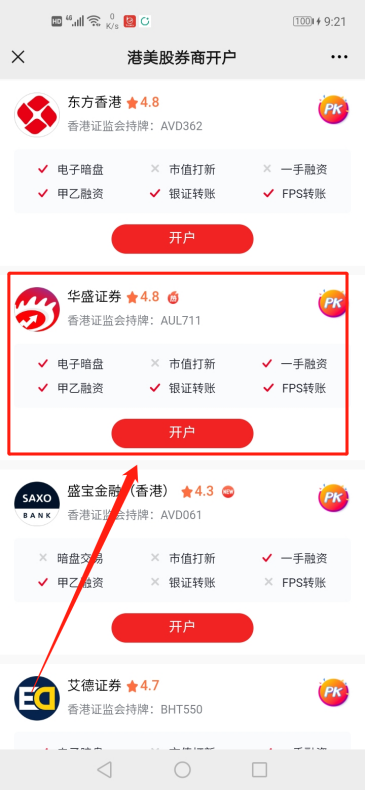 HD 4G 0 K/s 100 9:21
港美股券商开户
东方香港 4.8
PK
香港证监会持牌：AVD362
电子暗盘 市值打新 一手融资
甲乙融资 银证转账 FPS转账
开户
华盛证券 4.8
PK
香港证监会持牌：AUL711
电子暗盘 市值打新 一手融资
甲乙融资 银证转账 FPS转账
开户
SAXO BANK
盛宝金融（香港） 4.3 NEW
PK
香港证监会持牌：AVD061
暗盘交易 市值打新 一手融资
甲乙融资 银证转账 FPS转账
开户
ED
艾德证券 4.7
PK
香港证监会持牌：BHT550